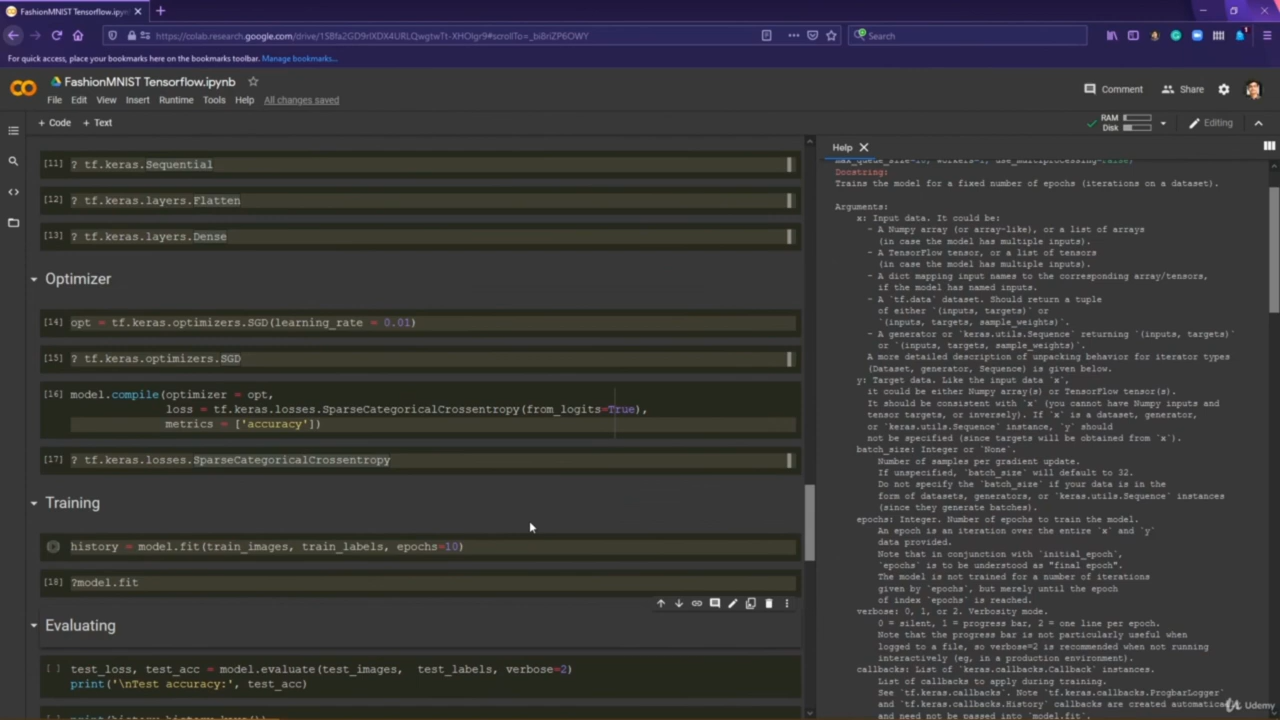 FashionMNIST Tensorflow.ipynb
https://colab.research.google.com/drive/
Search
For quick access, place your bookmarks here on the bookmarks toolbar. Manage bookmarks...
FashionMNIST Tensorflow.ipynb
File Edit View Insert Runtime Tools Help All changes saved
Comment Share
+ Code + Text
RAM
Disk
Editing
[11] ? tf.keras.Sequential
[12] ? tf.keras.layers.Flatten
[13] ? tf.keras.layers.Dense
Optimizer
[14] opt = tf.keras.optimizers.SGD(learning_rate = 0.01)
[15] ? tf.keras.optimizers.SGD
[16] model.compile(optimizer = opt,
loss = tf.keras.losses.SparseCategoricalCrossentropy(from_logits=True),
metrics = ['accuracy'])
[17] ? tf.keras.losses.SparseCategoricalCrossentropy
Training
history = model.fit(train_images, train_labels, epochs=10)
[18] ?model.fit
Evaluating
[ ] test_loss, test_acc = model.evaluate(test_images, test_labels, verbose=2)
print('\nTest accuracy:', test_acc)
Help
max_queue_size=10, workers=1, use_multiprocessing=False)
Docstring:
Trains the model for a fixed number of epochs (iterations on a dataset).
Arguments:
x: Input data. It could be:
- A Numpy array (or array-like), or a list of arrays
(in case the model has multiple inputs).
- A TensorFlow tensor, or a list of tensors
(in case the model has multiple inputs).
- A dict mapping input names to the corresponding array/tensors,
if the model has named inputs.
- A `tf.data` dataset. Should return a tuple
of either `(inputs, targets)` or
`(inputs, targets, sample_weights)`.
- A generator or `keras.utils.Sequence` returning `(inputs, targets)`
or `(inputs, targets, sample_weights)`.
A more detailed description of unpacking behavior for iterator types
(Dataset, generator, Sequence) is given below.
y: Target data. Like the input data `x`,
it could be either Numpy array(s) or TensorFlow tensor(s).
It should be consistent with `x` (you cannot have Numpy inputs and
tensor targets, or inversely). If `x` is a dataset, generator,
or `keras.utils.Sequence` instance, `y` should
not be specified (since targets will be obtained from `x`).
batch_size: Integer or `None`.
Number of samples per gradient update.
If unspecified, `batch_size` will default to 32.
Do not specify the `batch_size` if your data is in the
form of datasets, generators, or `keras.utils.Sequence` instances
(since they generate batches).
epochs: Integer. Number of epochs to train the model.
An epoch is an iteration over the entire `x` and `y`
data provided.
Note that in conjunction with `initial_epoch`,
`epochs` is to be understood as "final epoch".
The model is not trained for a number of iterations
given by `epochs`, but merely until the epoch
of index `epochs` is reached.
verbose: 0, 1, or 2. Verbosity mode.
0 = silent, 1 = progress bar, 2 = one line per epoch.
Note that the progress bar is not particularly useful when
logged to a file, so verbose=2 is recommended when not running
interactively (eg, in a production environment).
callbacks: List of `keras.callbacks.Callback` instances.
List of callbacks to apply during training.
See `tf.keras.callbacks`. Note `tf.keras.callbacks.ProgbarLogger`
and `tf.keras.callbacks.History` callbacks are created
and need not be passed into `model.fit`.
Udemy